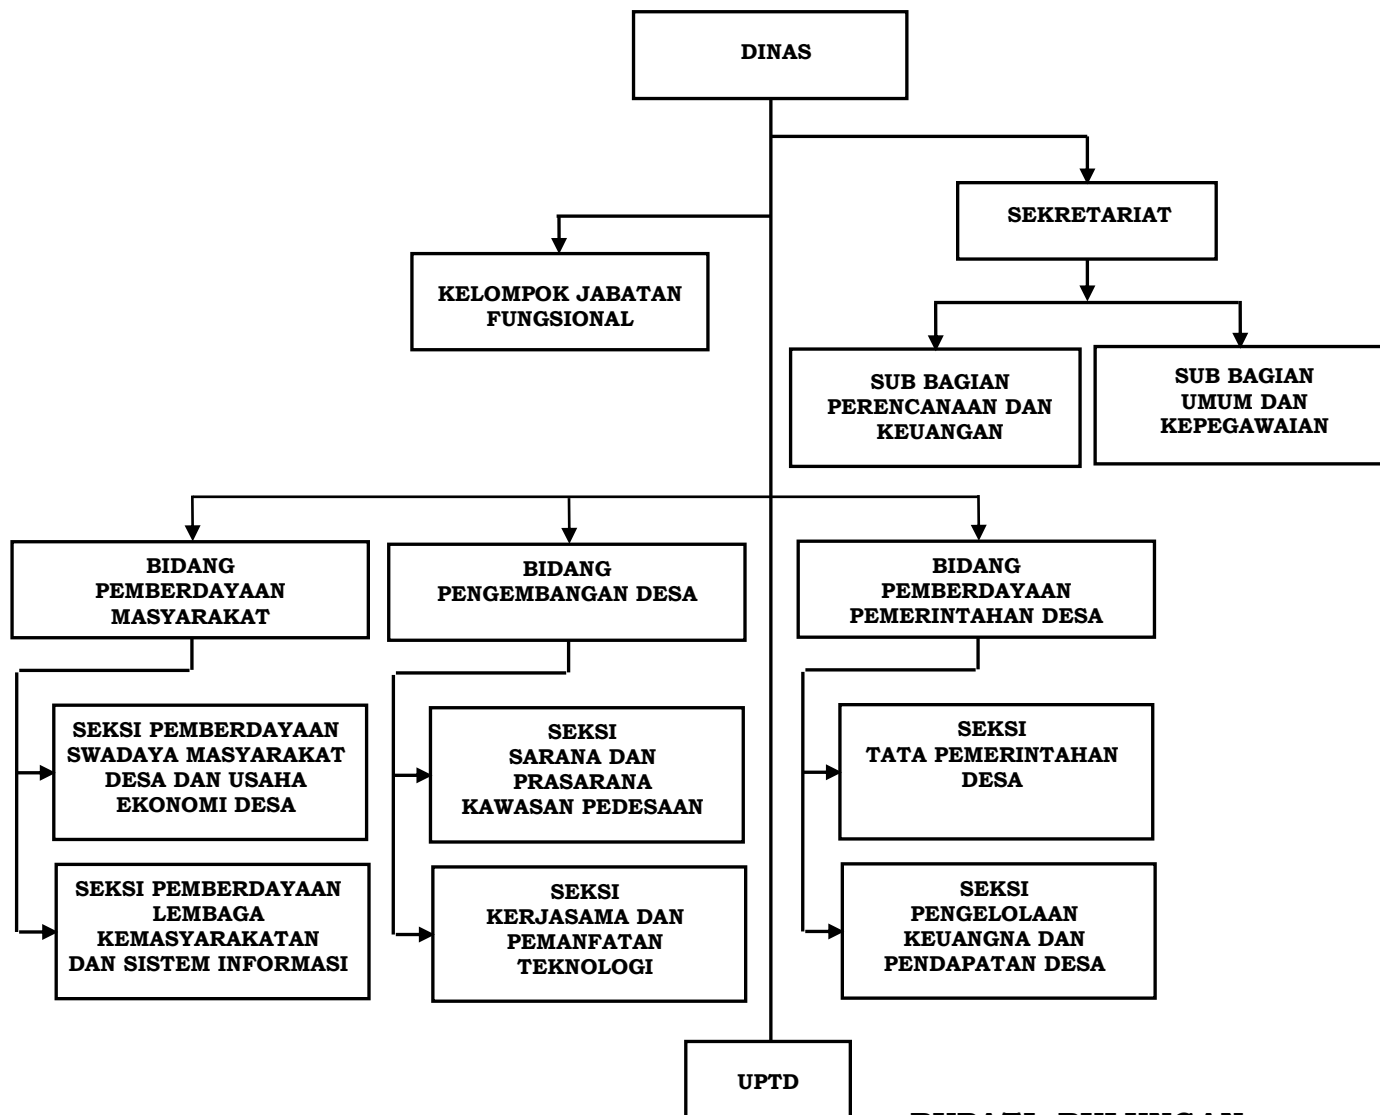 DINAS
SEKRETARIAT
KELOMPOK JABATAN
FUNGSIONAL
SUB BAGIAN
PERENCANAAN DAN
KEUANGAN
SUB BAGIAN
UMUM DAN
KEPEGAWAIAN
BIDANG
PEMBERDAYAAN
MASYARAKAT
BIDANG
PENGEMBANGAN DESA
BIDANG
PEMBERDAYAAN
PEMERINTAHAN DESA
SEKSI PEMBERDAYAAN
SWADAYA MASYARAKAT
DESA DAN USAHA
EKONOMI DESA
SEKSI
SARANA DAN
PRASARANA
KAWASAN PEDESAAN
SEKSI
TATA PEMERINTAHAN
DESA
SEKSI PEMBERDAYAAN
LEMBAGA
KEMASYARAKATAN
DAN SISTEM INFORMASI
SEKSI
KERJASAMA DAN
PEMANFATAN
TEKNOLOGI
SEKSI
PENGELOLAAN
KEUANGNA DAN
PENDAPATAN DESA
UPTD